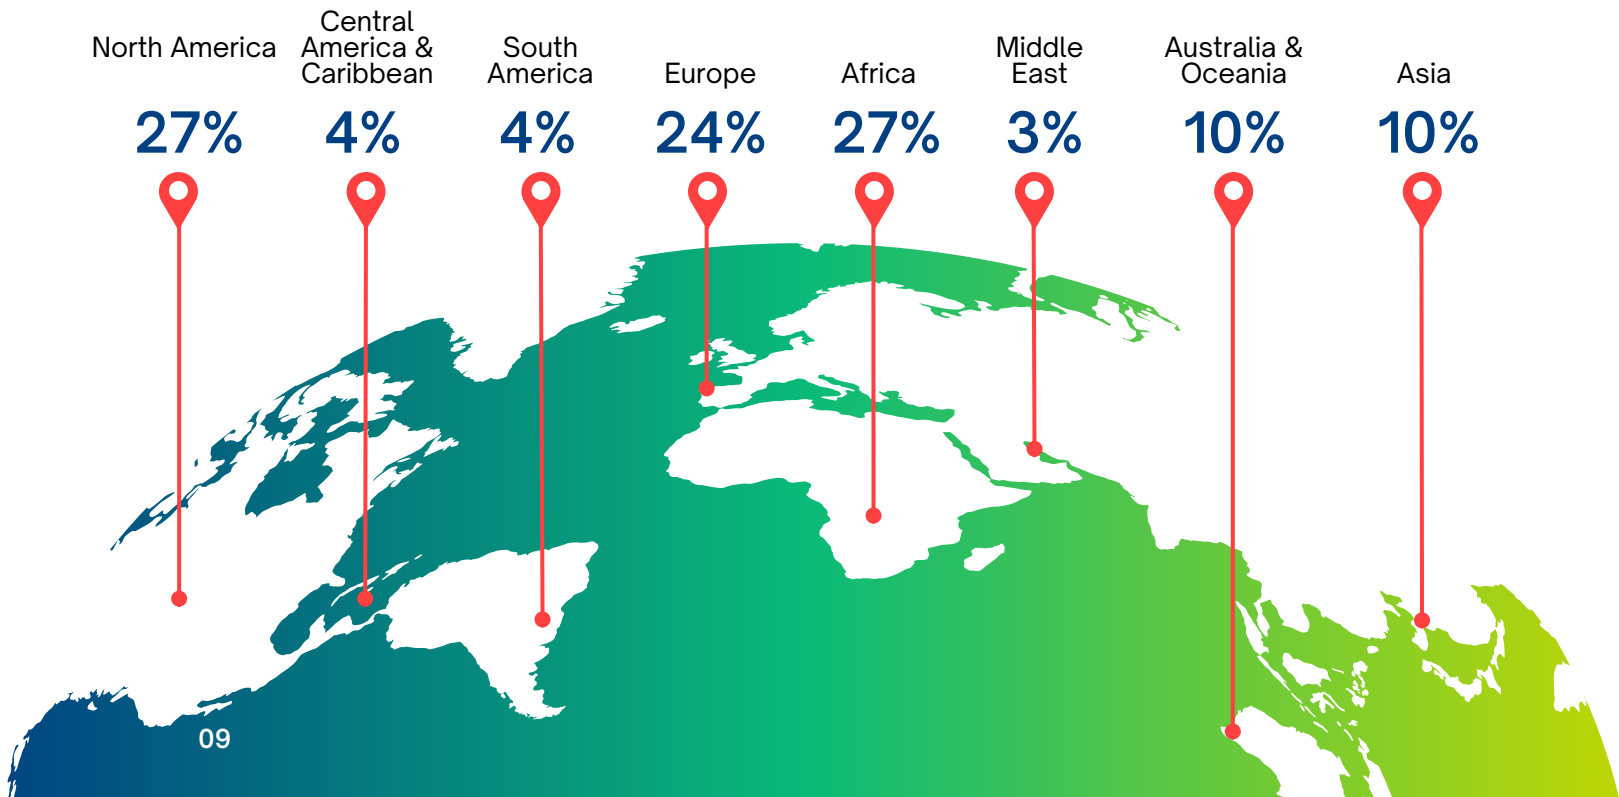 North America
27%
Central
America &
Caribbean
4%
South
America
4%
Europe
24%
Africa
27%
Middle
East
3%
Australia &
Oceania
10%
Asia
10%
09